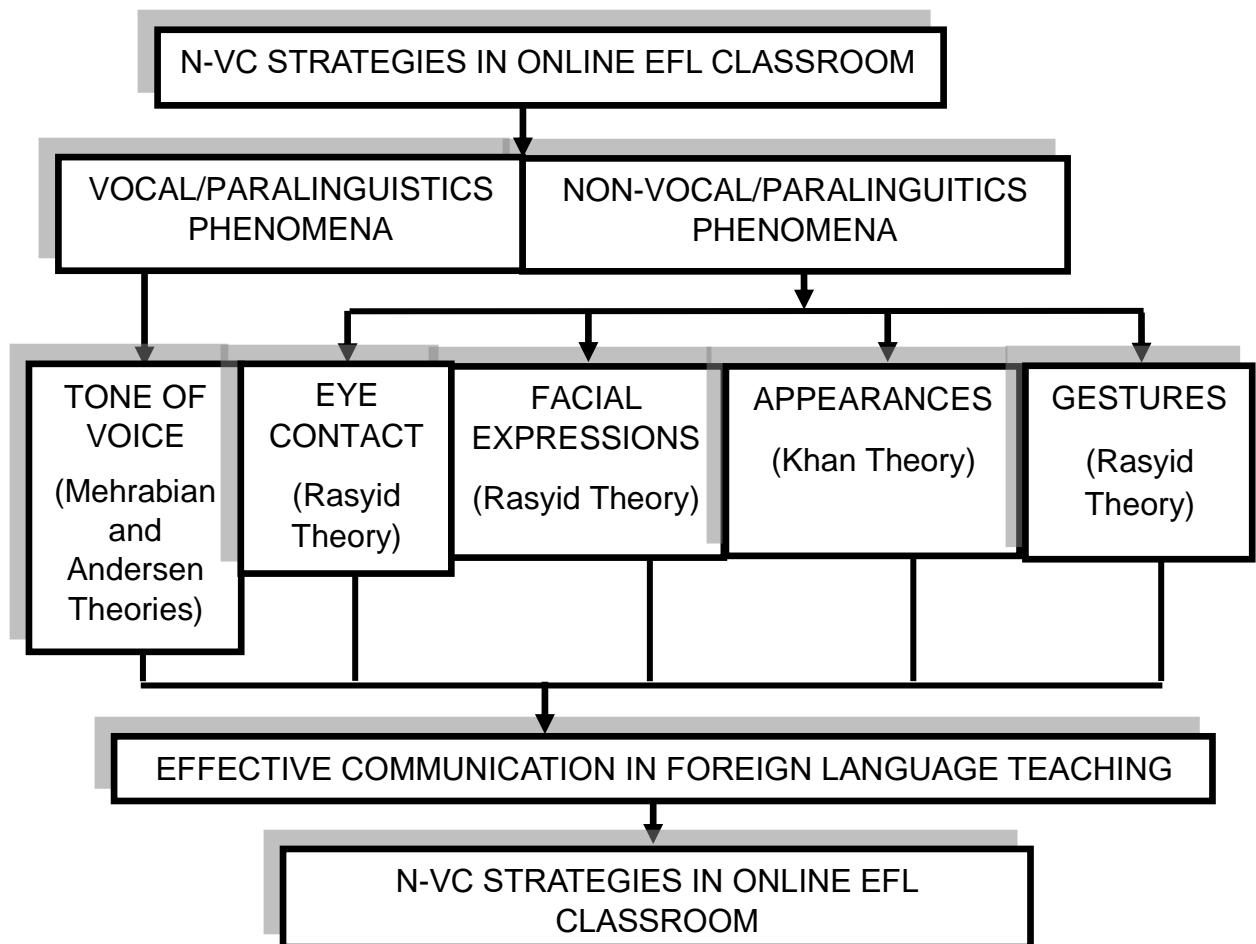 N-VC STRATEGIES IN ONLINE EFL CLASSROOM
VOCAL/PARALINGUISTICS
PHENOMENA
NON-VOCAL/PARALINGUITICS
PHENOMENA
TONE OF
VOICE
(Mehrabian
and
Andersen
Theories)
EYE
CONTACT
(Rasyid
Theory)
FACIAL
EXPRESSIONS
(Rasyid Theory)
APPEARANCES
(Khan Theory)
GESTURES
(Rasyid
Theory)
EFFECTIVE COMMUNICATION IN FOREIGN LANGUAGE TEACHING
N-VC STRATEGIES IN ONLINE EFL
CLASSROOM